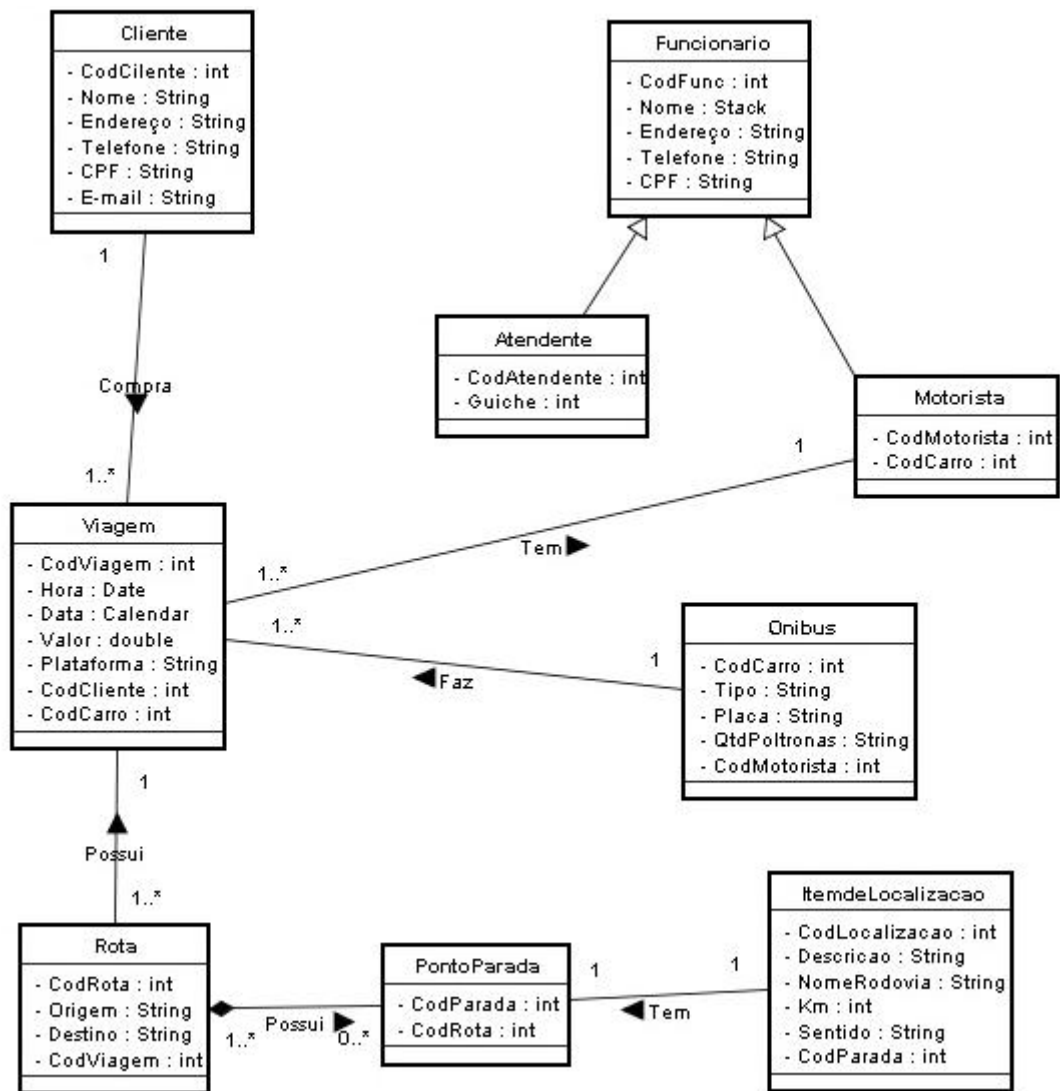 Cliente
- CodCilente : int
- Nome : String
- Endereço : String
- Telefone : String
- CPF : String
- E-mail : String
Funcionario
- CodFunc : int
- Nome : Stack
- Endereço : String
- Telefone : String
- CPF : String
1
Compra
1..*
Atendente
- CodAtendente : int
- Guiche : int
Motorista
- CodMotorista : int
- CodCarro : int
1
Tem
1..*
Viagem
- CodViagem : int
- Hora : Date
- Data : Calendar
- Valor : double
- Plataforma : String
- CodCliente : int
- CodCarro : int
1..*
Faz
1
Onibus
- CodCarro : int
- Tipo : String
- Placa : String
- QtdPoltronas : String
- CodMotorista : int
1
Possui
1..*
Rota
- CodRota : int
- Origem : String
- Destino : String
- CodViagem : int
1..*
Possui
0..*
PontoParada
- CodParada : int
- CodRota : int
1
Tem
1
ItemdeLocalizacao
- CodLocalizacao : int
- Descricao : String
- NomeRodovia : String
- Km : int
- Sentido : String
- CodParada : int